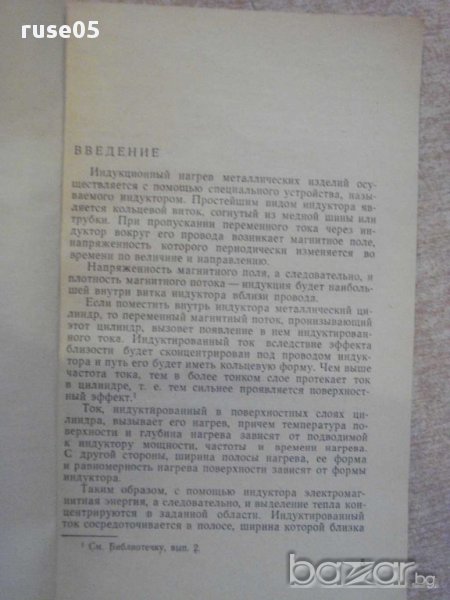 ruse05
ВВЕДЕНИЕ
Индукционный нагрев металлических изделий осу-
ществляется с помощью специального устройства, назы-
ваемого индуктором. Простейшим видом индуктора яв-
ляется кольцевой виток, согнутый из медной шины или
трубки. При пропускании переменного тока через ин-
дуктор вокруг его провода возникает магнитное поле,
напряженность которого периодически изменяется во
времени по величине и направлению.
Напряженность магнитного поля, а следовательно, и
плотность магнитного потока — индукция будет наиболь-
шей внутри витка индуктора вблизи провода.
Если поместить внутрь индуктора металлический ци-
линдр, то переменный магнитный поток, пронизывающий
этот цилиндр, вызовет появление в нем индуктированно-
го тока. Индуктированный ток вследствие эффекта
близости будет сконцентрирован под проводом индук-
тора и путь его будет иметь кольцевую форму. Чем выше
частота тока, тем в более тонком слое протекает ток
в цилиндре, т. е. тем сильнее проявляется поверхност-
ный эффект.¹
Ток, индуктированный в поверхностных слоях ци-
линдра, вызывает его нагрев, причем температура по-
верхности и глубина нагрева зависят от подводимой
к индуктору мощности, частоты и времени нагрева.
С другой стороны, ширина полосы нагрева, ее форма
и равномерность нагрева поверхности зависят от формы
индуктора.
Таким образом, с помощью индуктора электромаг-
нитная энергия, а следовательно, и выделение тепла кон-
центрируются в заданной области. Индуктированный
ток сосредоточивается в полосе, ширина которой близка
¹ См. Библиотечку, вып. 2.
bazar.bg